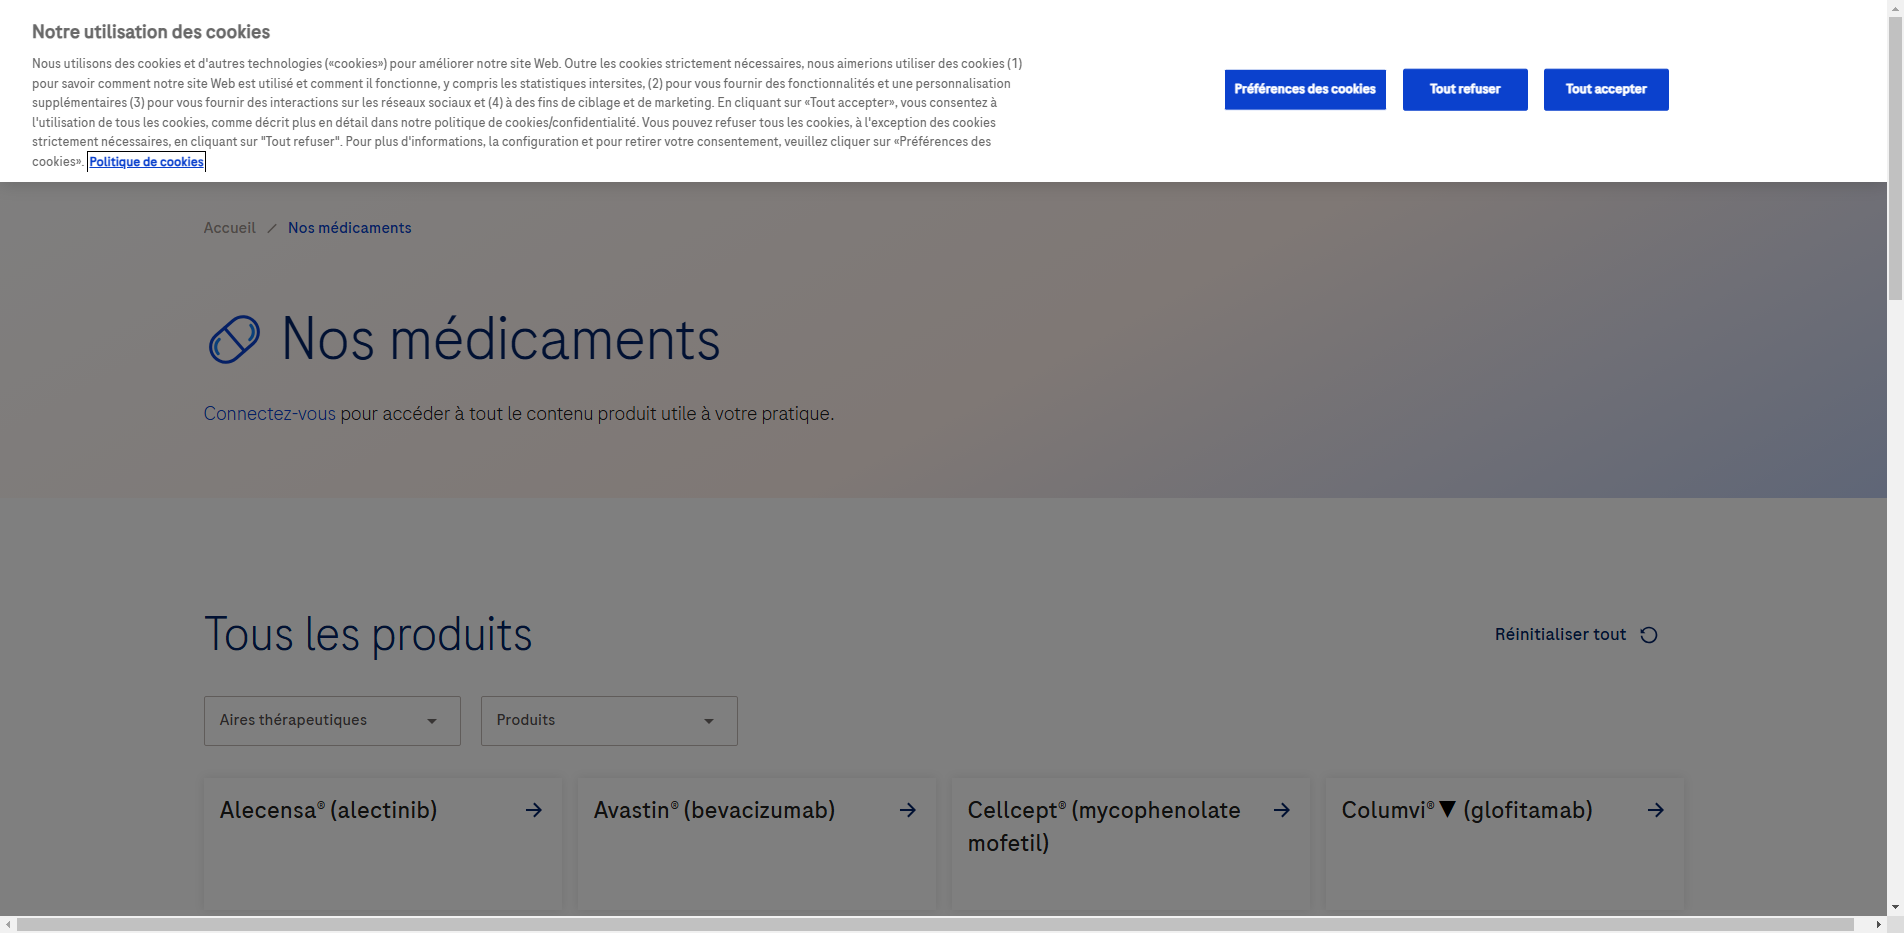 Notre utilisation des cookies
Nous utilisons des cookies et d'autres technologies («cookies») pour améliorer notre site Web. Outre les cookies strictement nécessaires, nous aimerions utiliser des cookies (1)
pour savoir comment notre site Web est utilisé et comment il fonctionne, y compris les statistiques intersites, (2) pour vous fournir des fonctionnalités et une personnalisation
supplémentaires (3) pour vous fournir des interactions sur les réseaux sociaux et (4) à des fins de ciblage et de marketing. En cliquant sur «Tout accepter», vous consentez à
l'utilisation de tous les cookies, comme décrit plus en détail dans notre politique de cookies/confidentialité. Vous pouvez refuser tous les cookies, à l'exception des cookies
strictement nécessaires, en cliquant sur "Tout refuser". Pour plus d'informations, la configuration et pour retirer votre consentement, veuillez cliquer sur «Préférences des
cookies». Politique de cookies
Préférences des cookies
Tout refuser
Tout accepter
Accueil / Nos médicaments
Nos médicaments
Connectez-vous pour accéder à tout le contenu produit utile à votre pratique.
Tous les produits
Réinitialiser tout
Aires thérapeutiques
Produits
Alecensa® (alectinib)
Avastin® (bevacizumab)
Cellcept® (mycophenolate
mofetil)
Columvi®▼ (glofitamab)